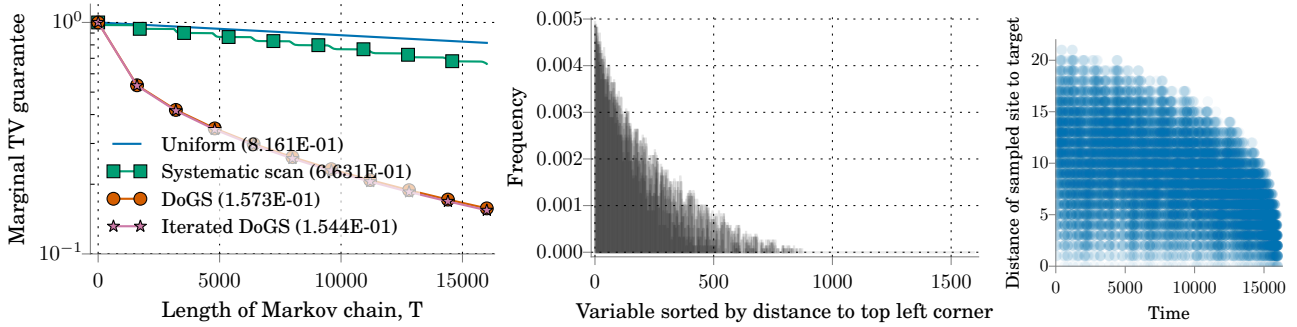 Marginal TV guarantee
10⁰
10⁻¹
Uniform (8.161E-01)
Systematic scan (6.631E-01)
DoGS (1.573E-01)
Iterated DoGS (1.544E-01)
0 5000 10000 15000
Length of Markov chain, T
Frequency
0.005
0.004
0.003
0.002
0.001
0.000
0 500 1000 1500
Variable sorted by distance to top left corner
Distance of sampled site to target
20
15
10
5
0
0 5000 10000 15000
Time